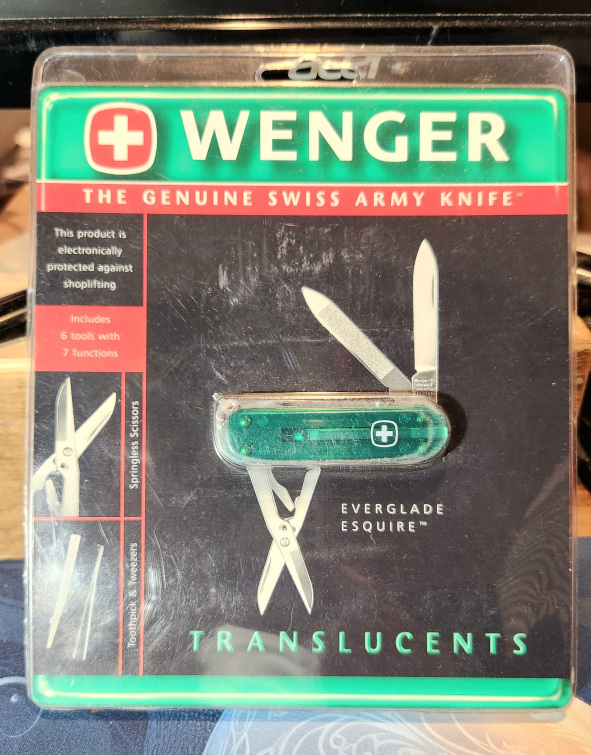 WENGER
THE GENUINE SWISS ARMY KNIFE™
This product is
electronically
protected against
shoplifting
Includes
6 tools with
7 functions
Springless Scissors
Toothpick & Tweezers
EVERGLADE
ESQUIRE™
TRANSLUCENTS